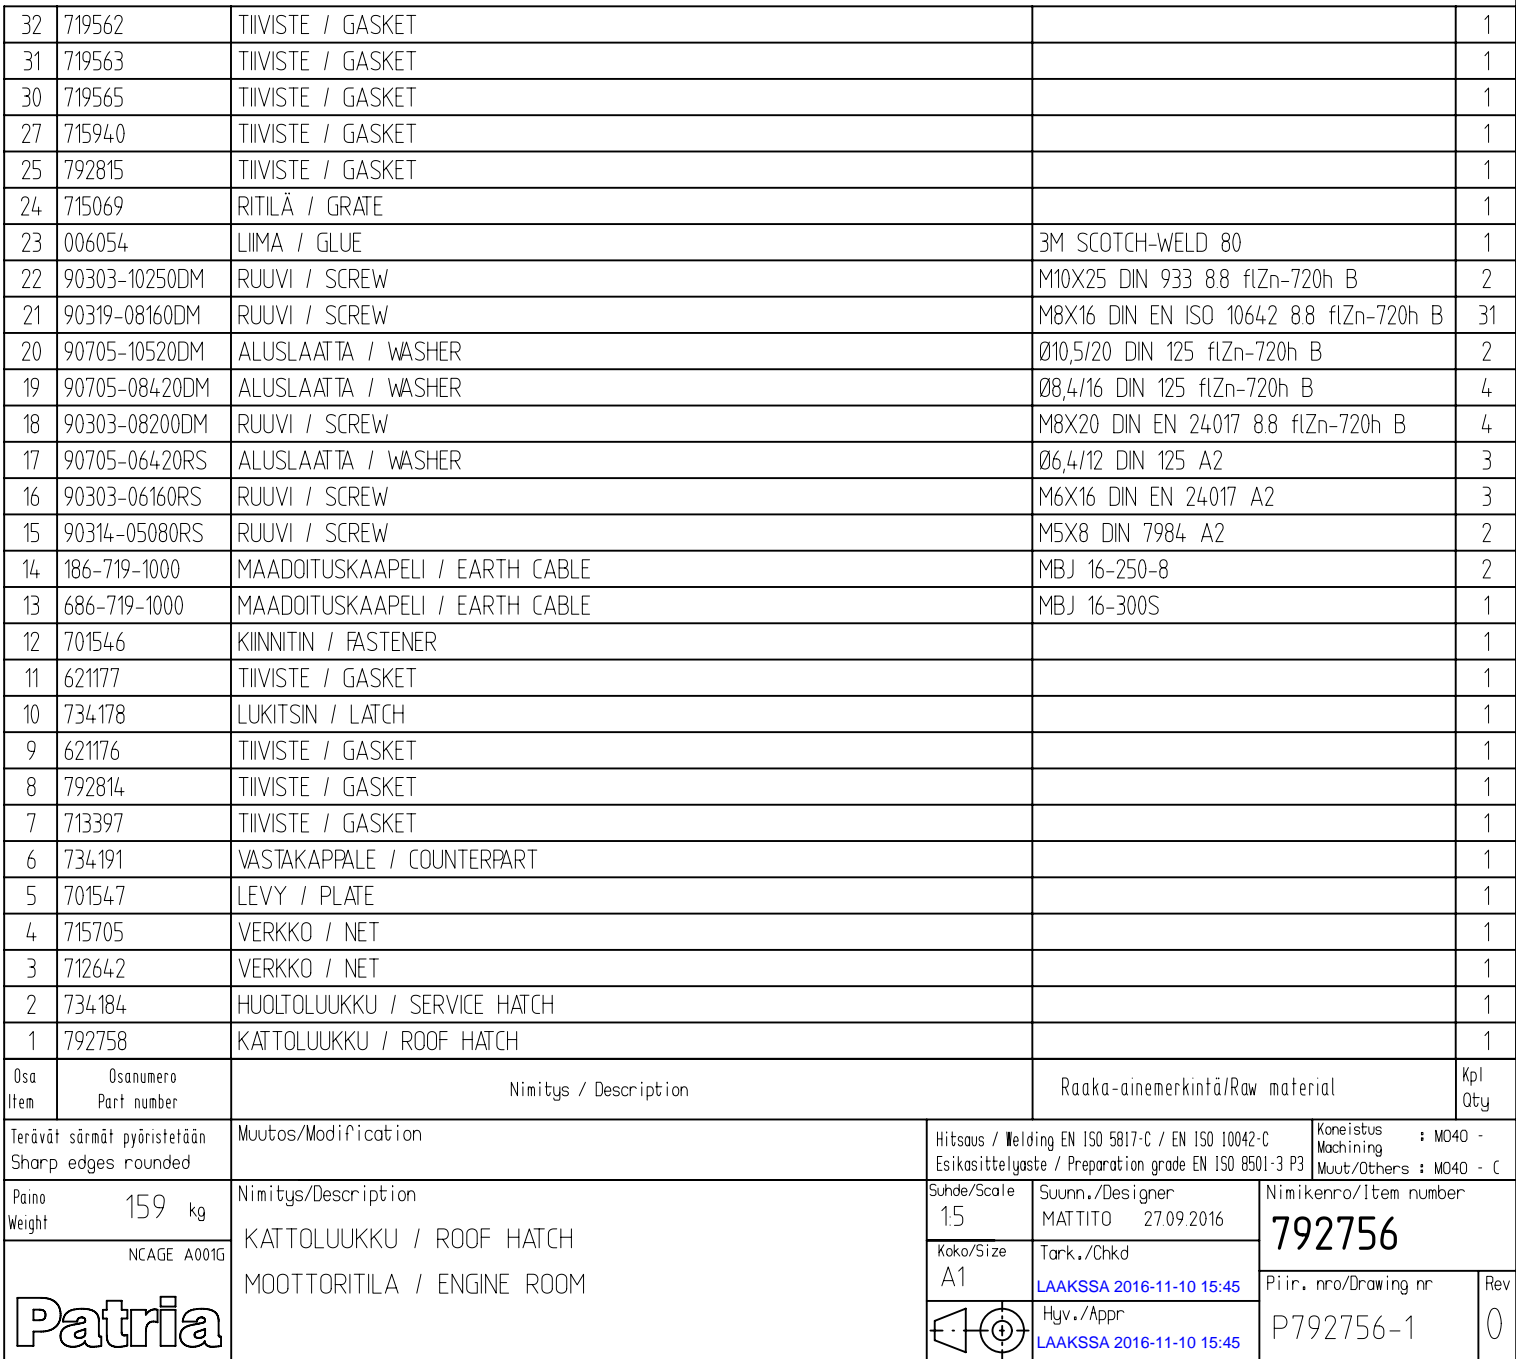 32 719562 TIIVISTE / GASKET 1
31 719563 TIIVISTE / GASKET 1
30 719565 TIIVISTE / GASKET 1
27 715940 TIIVISTE / GASKET 1
25 792815 TIIVISTE / GASKET 1
24 715069 RITILÄ / GRATE 1
23 006054 LIIMA / GLUE 3M SCOTCH-WELD 80 1
22 90303-10250DM RUUVI / SCREW M10X25 DIN 933 8.8 flZn-720h B 2
21 90319-08160DM RUUVI / SCREW M8X16 DIN EN ISO 10642 8.8 flZn-720h B 31
20 90705-10520DM ALUSLAATTA / WASHER Ø10,5/20 DIN 125 flZn-720h B 2
19 90705-08420DM ALUSLAATTA / WASHER Ø8,4/16 DIN 125 flZn-720h B 4
18 90303-08200DM RUUVI / SCREW M8X20 DIN EN 24017 8.8 flZn-720h B 4
17 90705-06420RS ALUSLAATTA / WASHER Ø6,4/12 DIN 125 A2 3
16 90303-06160RS RUUVI / SCREW M6X16 DIN EN 24017 A2 3
15 90314-05080RS RUUVI / SCREW M5X8 DIN 7984 A2 2
14 186-719-1000 MAADOITUSKAAPELI / EARTH CABLE MBJ 16-250-8 2
13 686-719-1000 MAADOITUSKAAPELI / EARTH CABLE MBJ 16-300S 1
12 701546 KIINNITIN / FASTENER 1
11 621177 TIIVISTE / GASKET 1
10 734178 LUKITSIN / LATCH 1
9 621176 TIIVISTE / GASKET 1
8 792814 TIIVISTE / GASKET 1
7 713397 TIIVISTE / GASKET 1
6 734191 VASTAKAPPALE / COUNTERPART 1
5 701547 LEVY / PLATE 1
4 715705 VERKKO / NET 1
3 712642 VERKKO / NET 1
2 734184 HUOLTOLUUKKU / SERVICE HATCH 1
1 792758 KATTOLUUKKU / ROOF HATCH 1
Osa Osanumero Nimitys / Description Raaka-ainemerkintä/Raw material Kpl
Item Part number Qty
Terävät särmät pyöristetään
Sharp edges rounded
Muutos/Modification
Hitsaus / Welding EN ISO 5817-C / EN ISO 10042-C
Esikasittelyaste / Preparation grade EN ISO 8501-3 P3
Koneistus
Machining : M040 -
Muut/Others : M040 - C
Paino
Weight 159 kg
NCAGE A001G
Patria
Nimitys/Description
KATTOLUUKKU / ROOF HATCH
MOOTTORITILA / ENGINE ROOM
Suhde/Scale
1:5
Koko/Size
A1
Suunn./Designer
MATTITO 27.09.2016
Tark./Chkd
LAAKSSA 2016-11-10 15:45
Hyv./Appr
LAAKSSA 2016-11-10 15:45
Nimikenro/Item number
792756
Piir. nro/Drawing nr
P792756-1
Rev
0